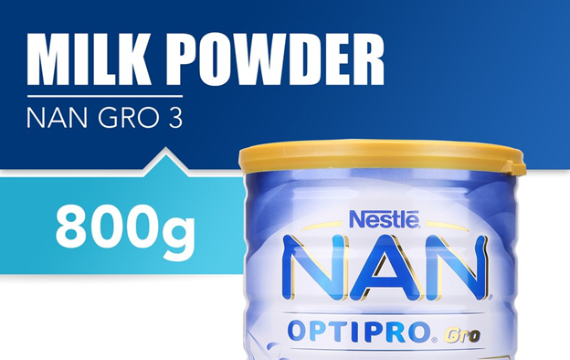 MILK POWDER
NAN GRO 3
800g
Nestlé
NAN
OPTIPRO® Gro